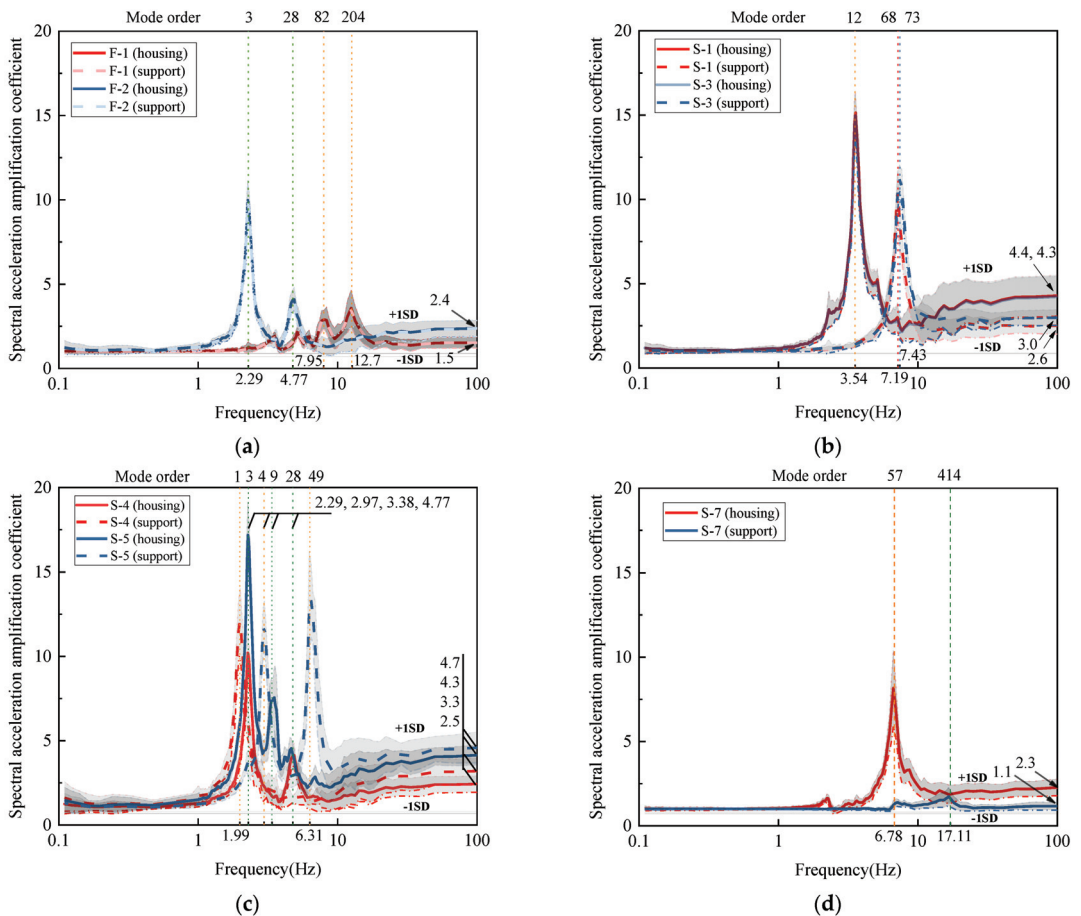 Mode order 3 28 82 204
20
15
10
5
0
Spectral acceleration amplification coefficient
F-1 (housing)
F-1 (support)
F-2 (housing)
F-2 (support)
+1SD
2.4
-1SD
1.5
7.95 12.7
0.1 1 10 100
2.29 4.77
Frequency(Hz)
(a)
Mode order 12 68 73
20
15
10
5
0
Spectral acceleration amplification coefficient
S-1 (housing)
S-1 (support)
S-3 (housing)
S-3 (support)
4.4, 4.3
+1SD
-1SD
3.0
2.6
7.43
0.1 1 10 100
3.54 7.19
Frequency(Hz)
(b)
Mode order 1 3 4 9 28 49
20
15
10
5
0
Spectral acceleration amplification coefficient
S-4 (housing)
S-4 (support)
S-5 (housing)
S-5 (support)
2.29, 2.97, 3.38, 4.77
4.7
4.3
3.3
2.5
+1SD
-1SD
0.1 1 10 100
1.99 6.31
Frequency(Hz)
(c)
Mode order 57 414
20
15
10
5
0
Spectral acceleration amplification coefficient
S-7 (housing)
S-7 (support)
+1SD
1.1
2.3
-1SD
0.1 1 10 100
6.78 17.11
Frequency(Hz)
(d)